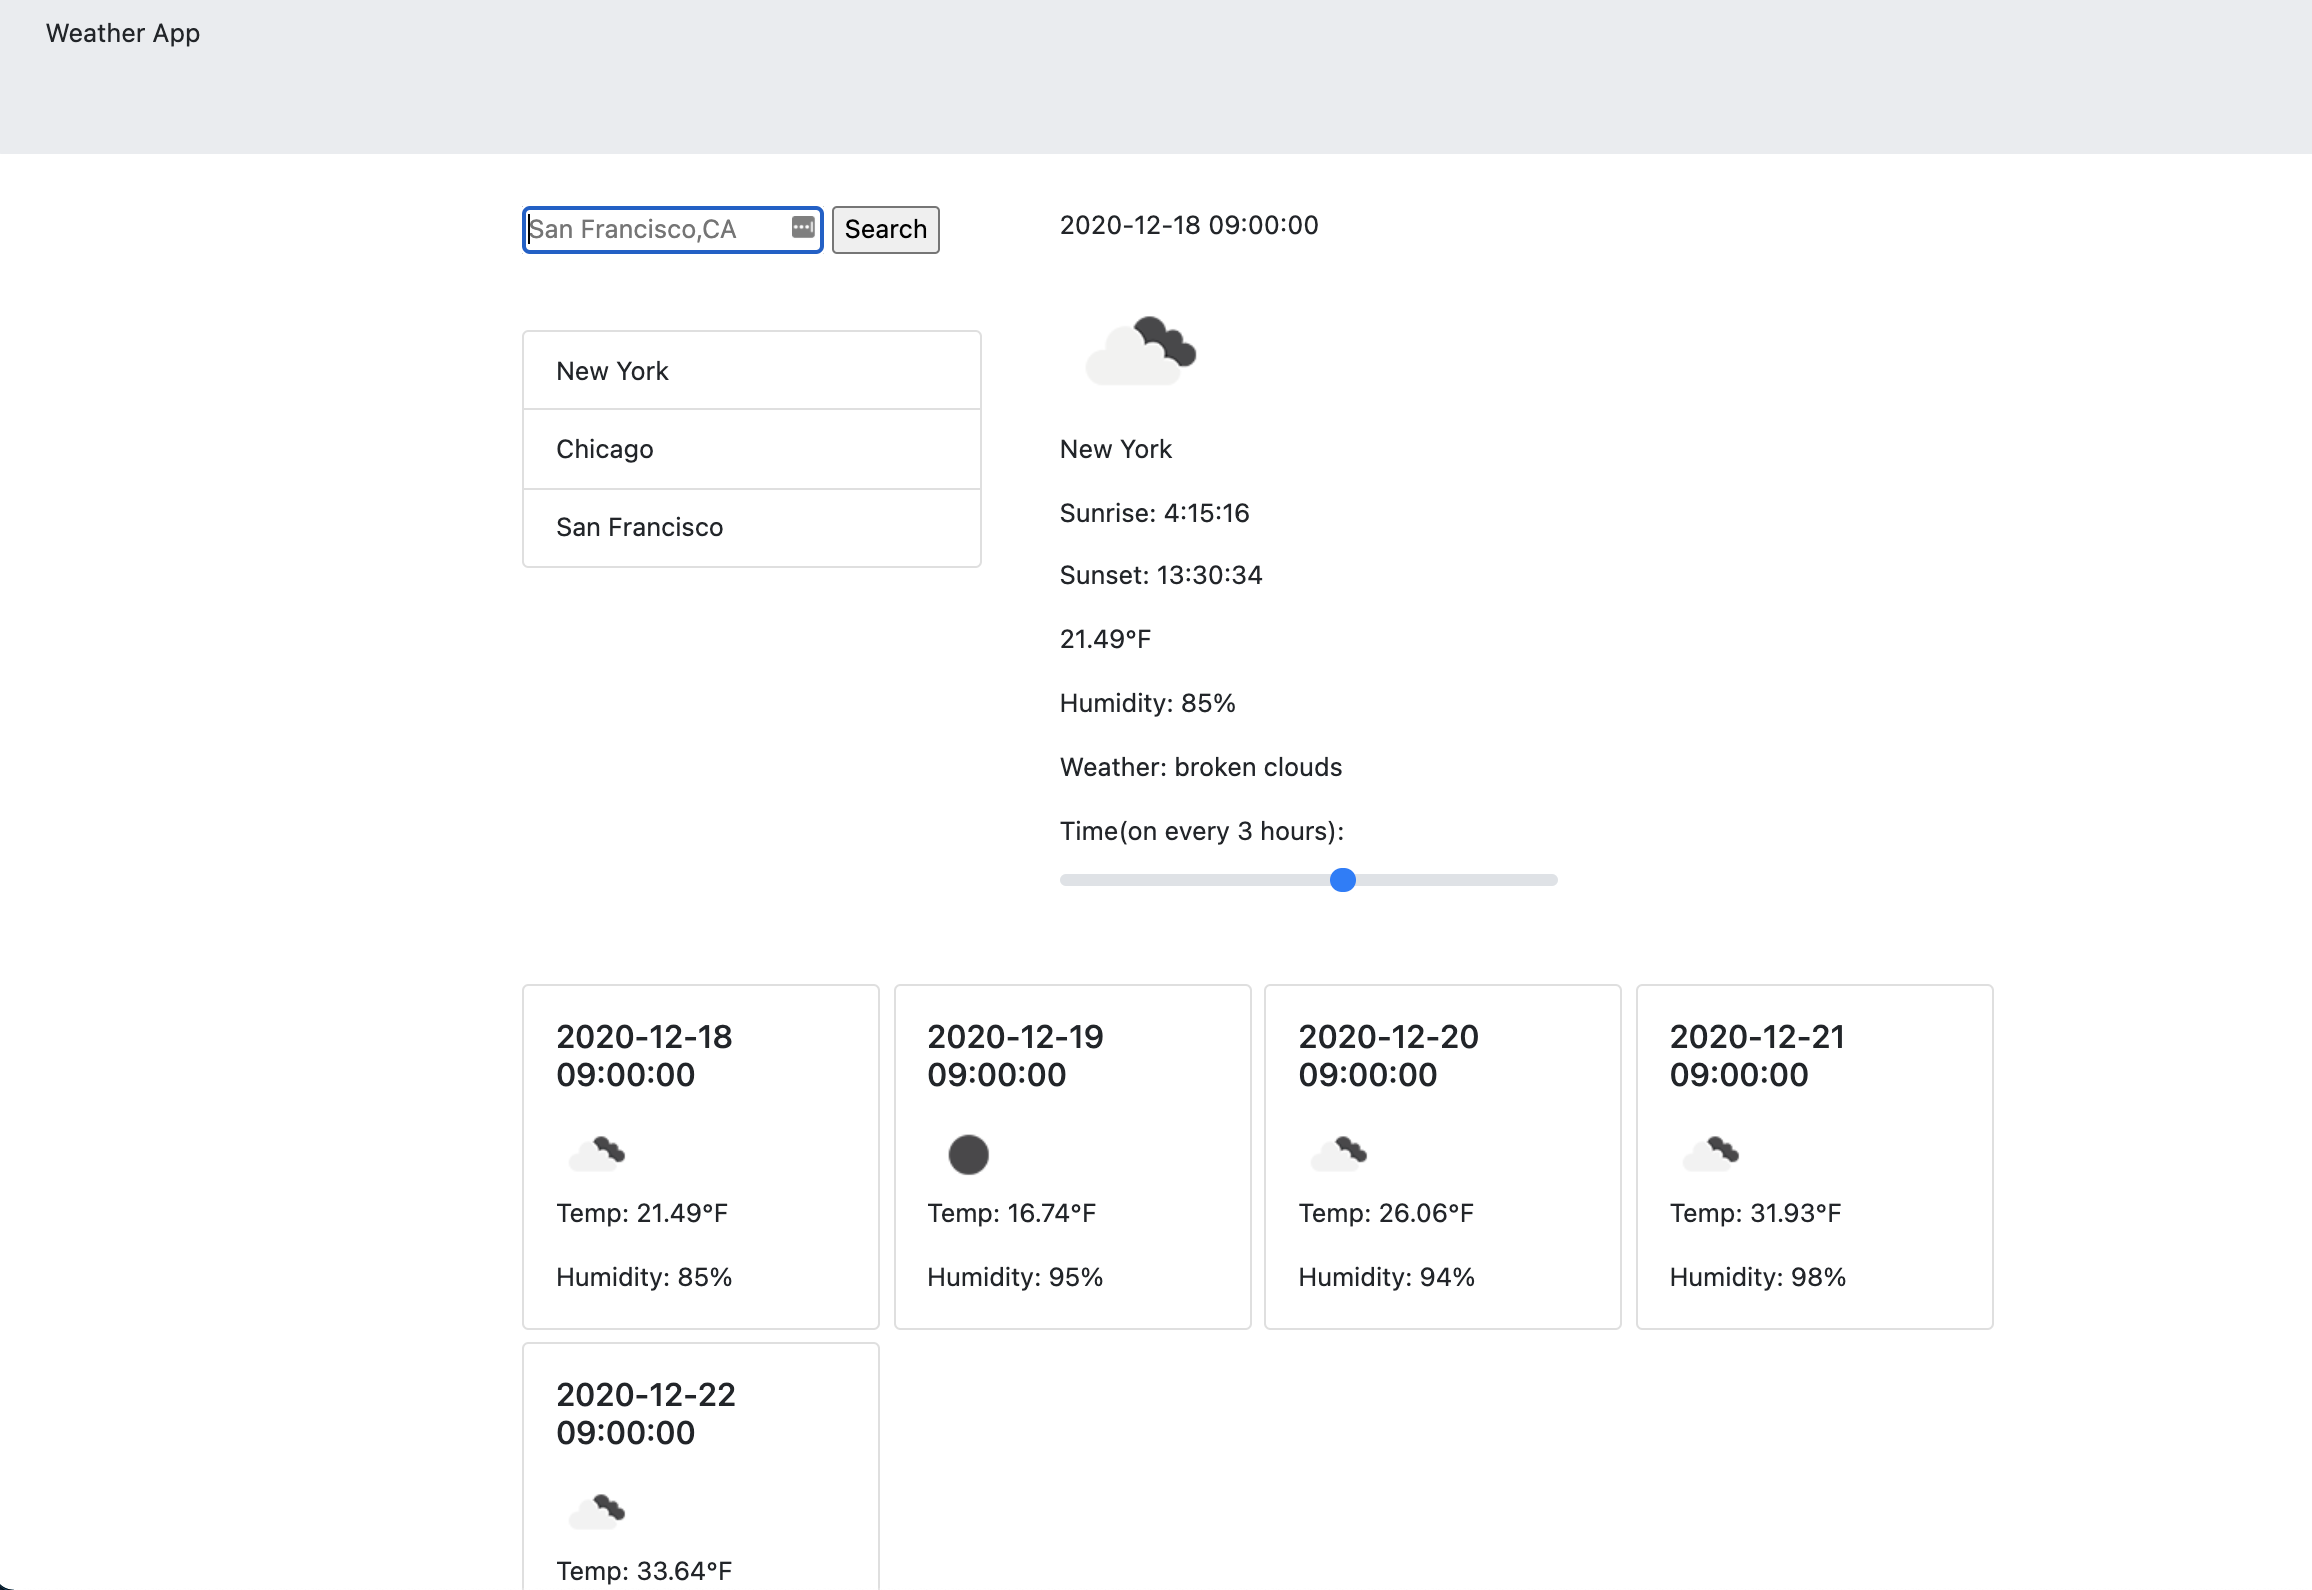 Weather App
San Francisco,CA
Search
New York
Chicago
San Francisco
2020-12-18 09:00:00
New York
Sunrise: 4:15:16
Sunset: 13:30:34
21.49°F
Humidity: 85%
Weather: broken clouds
Time(on every 3 hours):
2020-12-18
09:00:00
Temp: 21.49°F
Humidity: 85%
2020-12-19
09:00:00
Temp: 16.74°F
Humidity: 95%
2020-12-20
09:00:00
Temp: 26.06°F
Humidity: 94%
2020-12-21
09:00:00
Temp: 31.93°F
Humidity: 98%
2020-12-22
09:00:00
Temp: 33.64°F